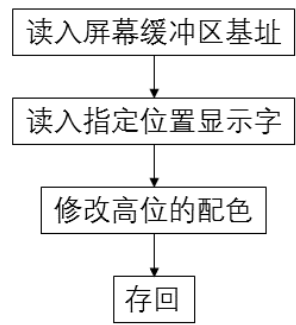 读入屏幕缓冲区基址
读入指定位置显示字
修改高位的配色
存回